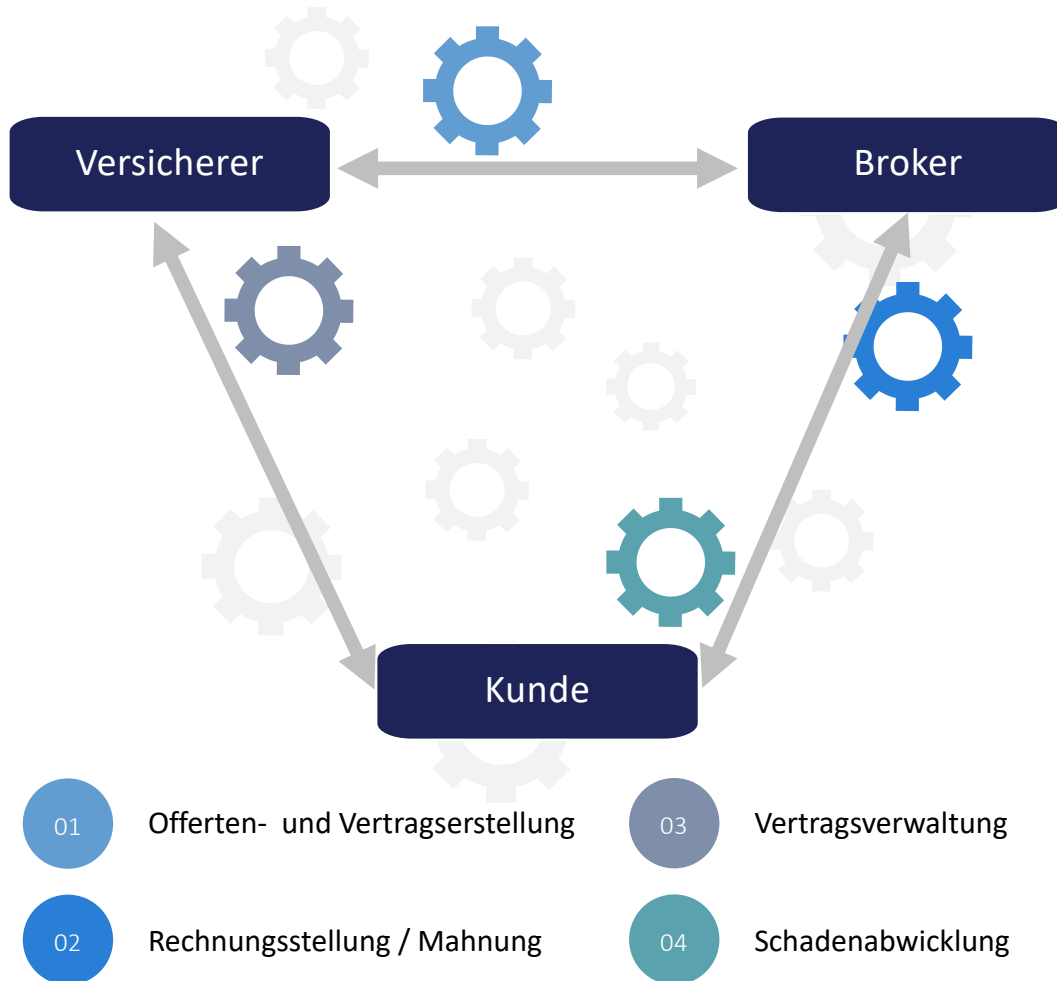 Versicherer
Broker
Kunde
01 Offerten- und Vertragserstellung
03 Vertragsverwaltung
02 Rechnungsstellung / Mahnung
04 Schadenabwicklung